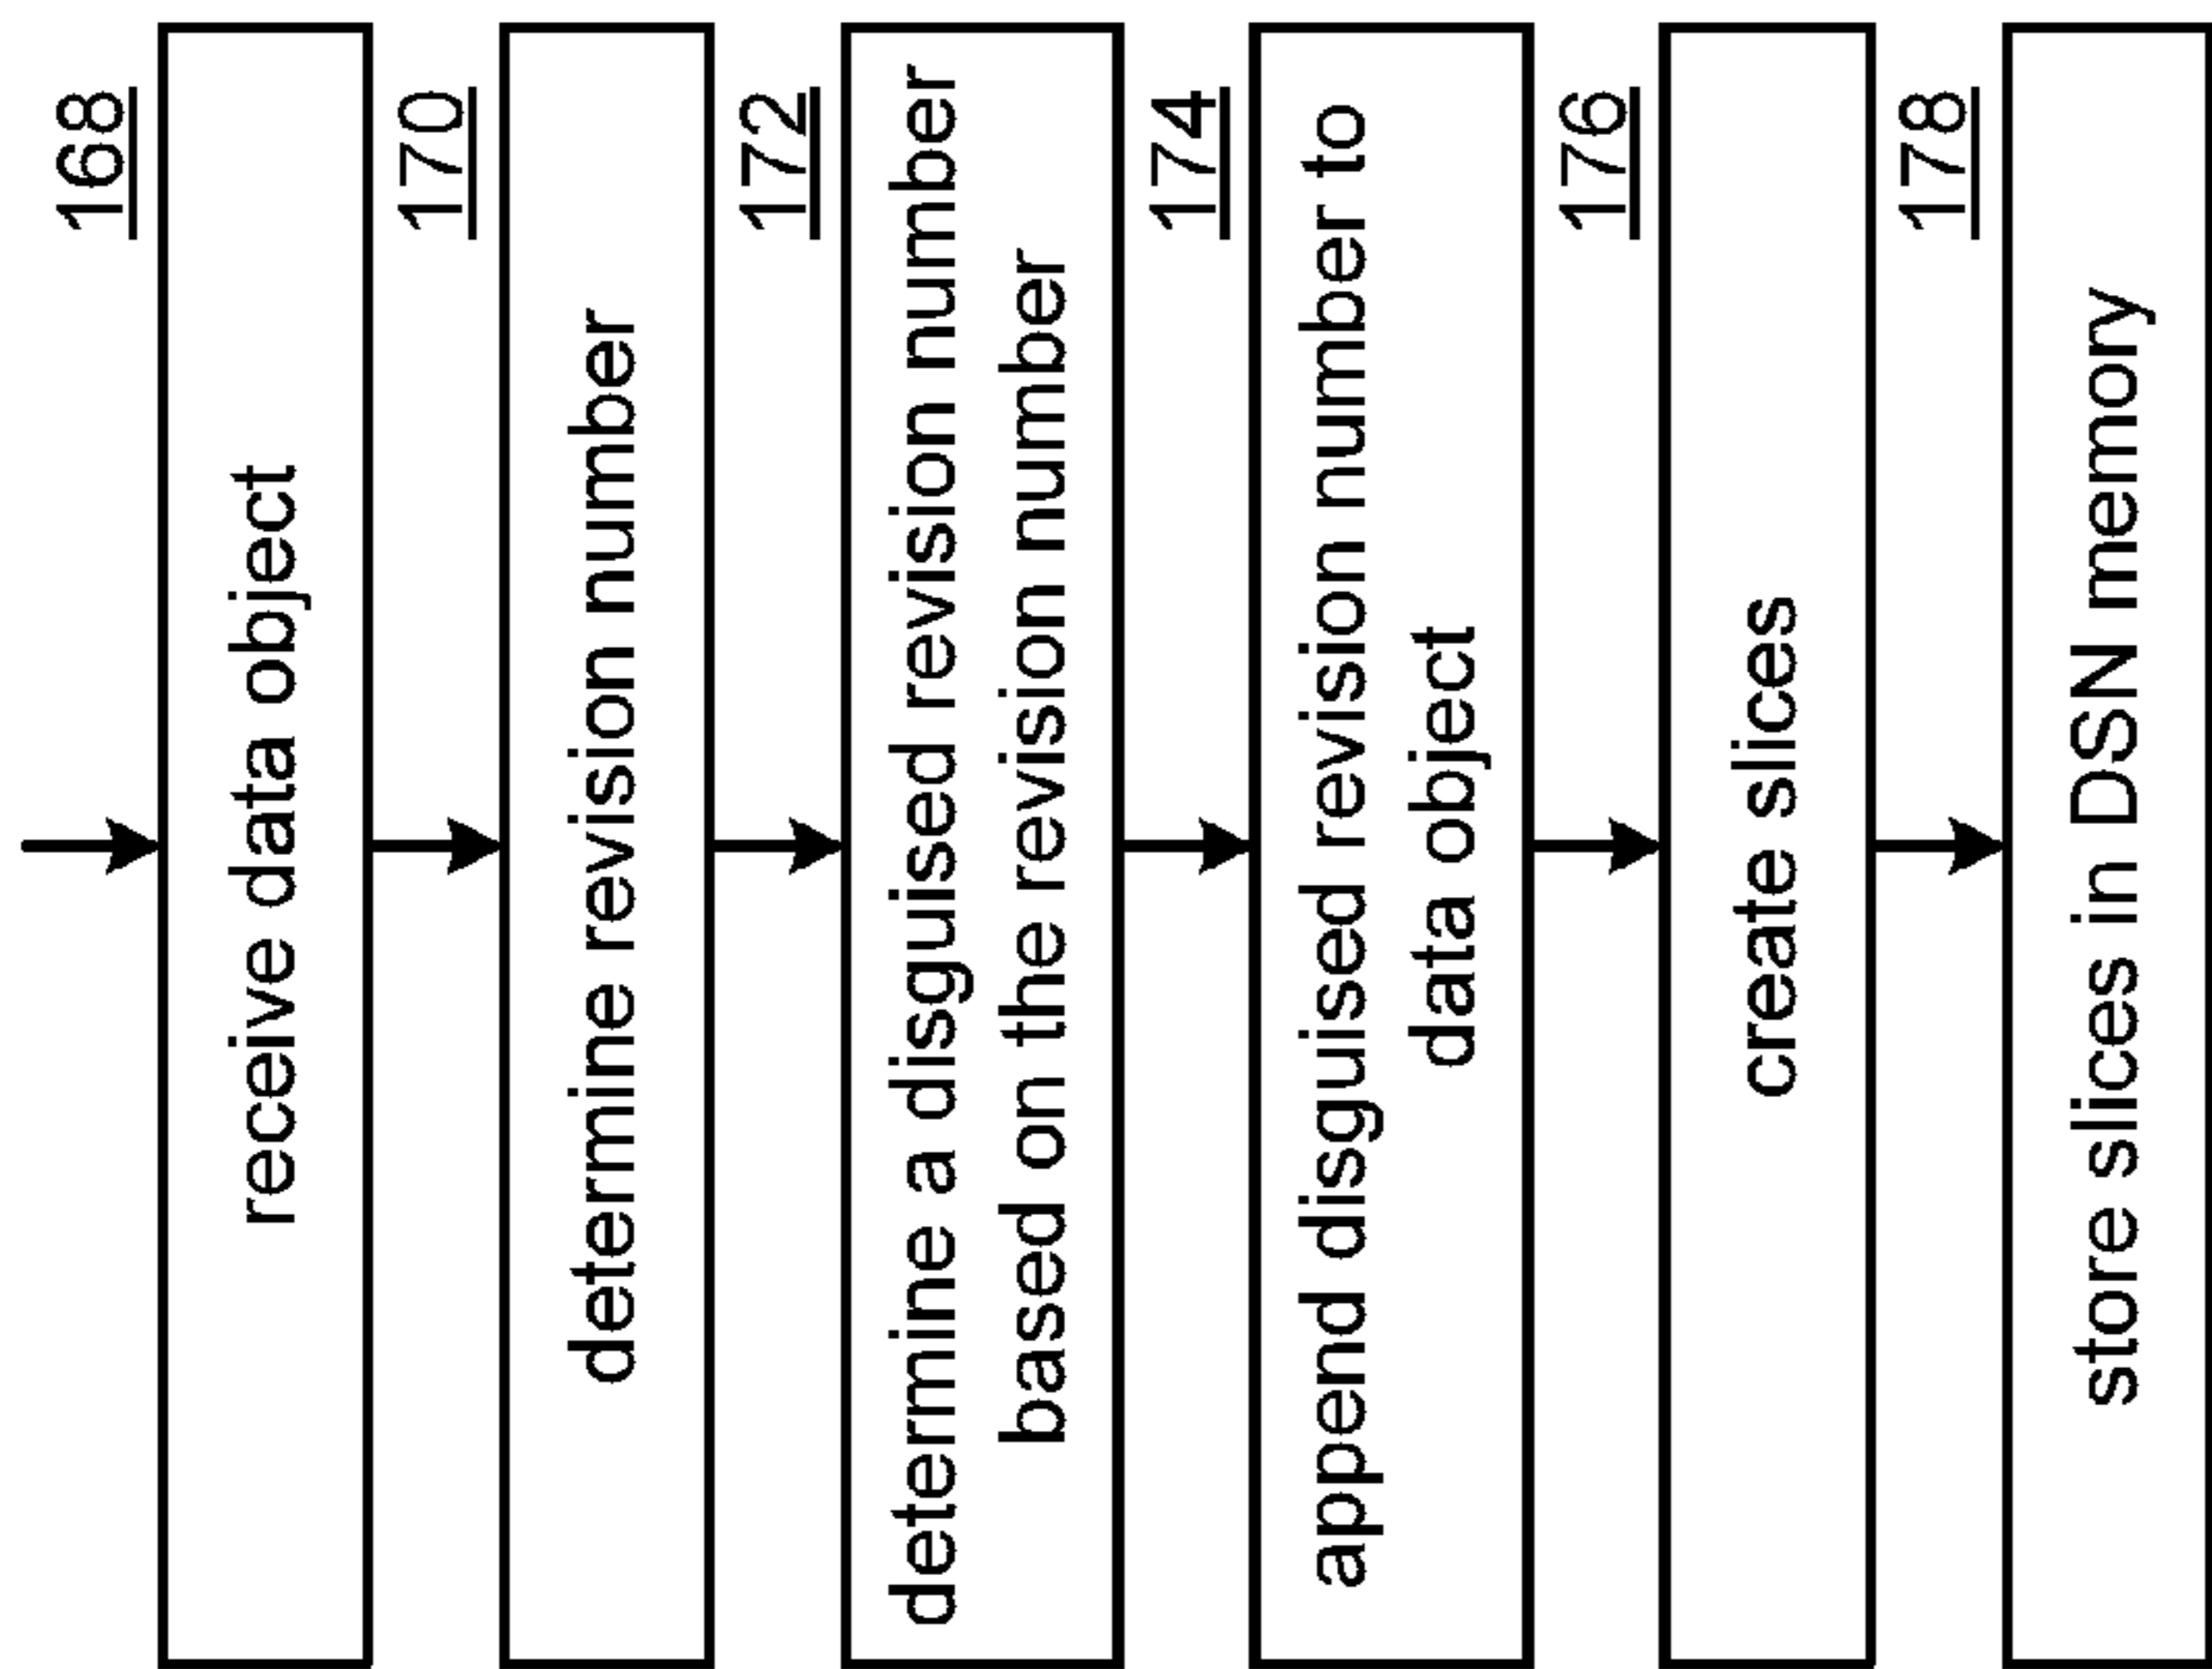 168
receive data object
170
determine revision number
172
determine a disguised revision number
based on the revision number
174
append disguised revision number to
data object
176
create slices
178
store slices in DSN memory